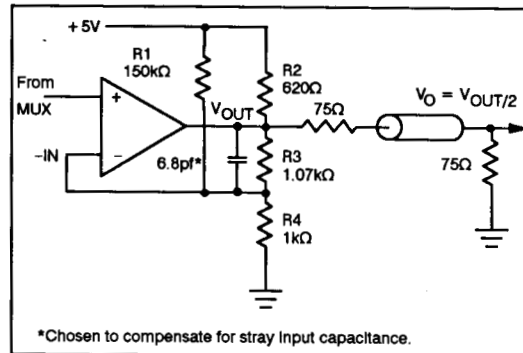 +5V
R1
150kΩ
R2
620Ω
From
MUX
+
VOUT
75Ω
VO = VOUT/2
–IN
–
6.8pf*
R3
1.07kΩ
75Ω
R4
1kΩ
*Chosen to compensate for stray input capacitance.